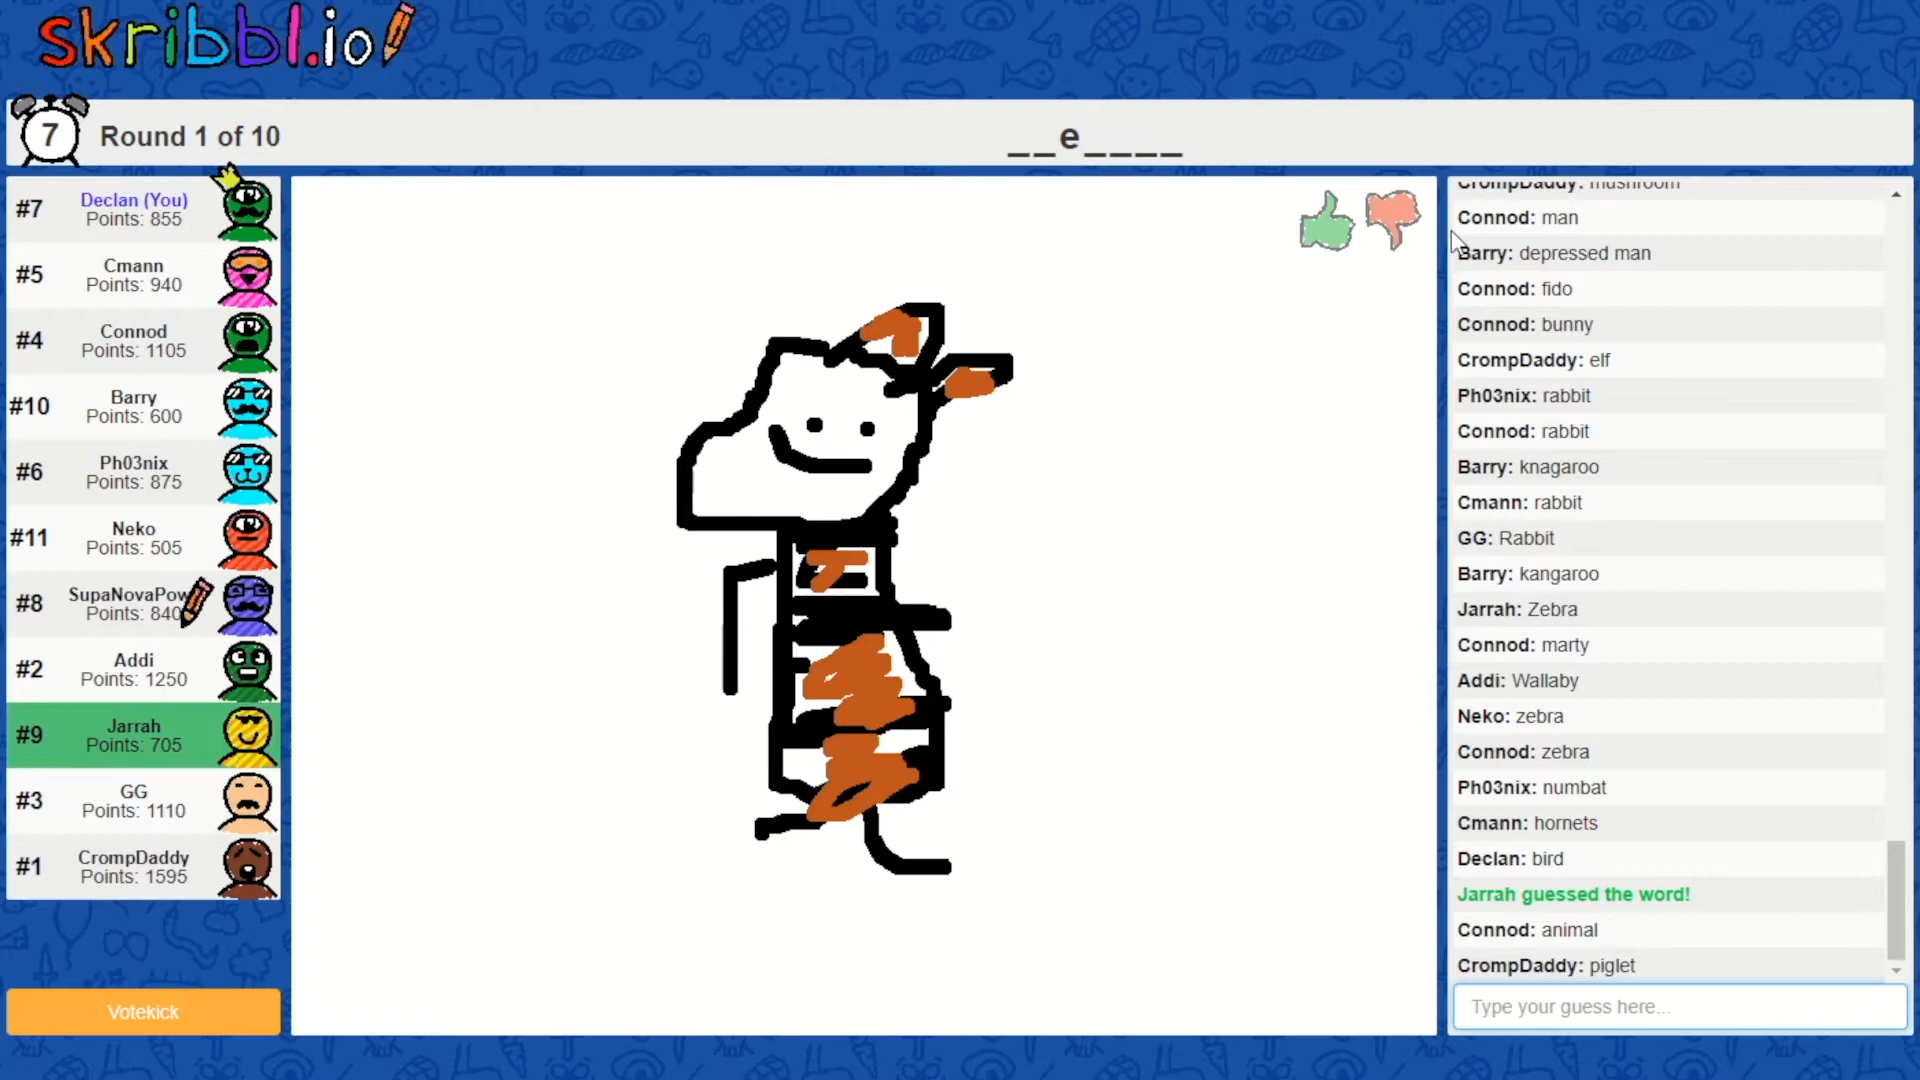 skribbl.io
7
Round 1 of 10
__e____
#7
Declan (You)
Points: 855
#5
Cmann
Points: 940
#4
Connod
Points: 1105
#10
Barry
Points: 600
#6
Ph03nix
Points: 875
#11
Neko
Points: 505
#8
SupaNovaPow
Points: 840
#2
Addi
Points: 1250
#9
Jarrah
Points: 705
#3
GG
Points: 1110
#1
CrompDaddy
Points: 1595
Votekick
CrompDaddy: mushroom
Connod: man
Barry: depressed man
Connod: fido
Connod: bunny
CrompDaddy: elf
Ph03nix: rabbit
Connod: rabbit
Barry: knagaroo
Cmann: rabbit
GG: Rabbit
Barry: kangaroo
Jarrah: Zebra
Connod: marty
Addi: Wallaby
Neko: zebra
Connod: zebra
Ph03nix: numbat
Cmann: hornets
Declan: bird
Jarrah guessed the word!
Connod: animal
CrompDaddy: piglet
Type your guess here...